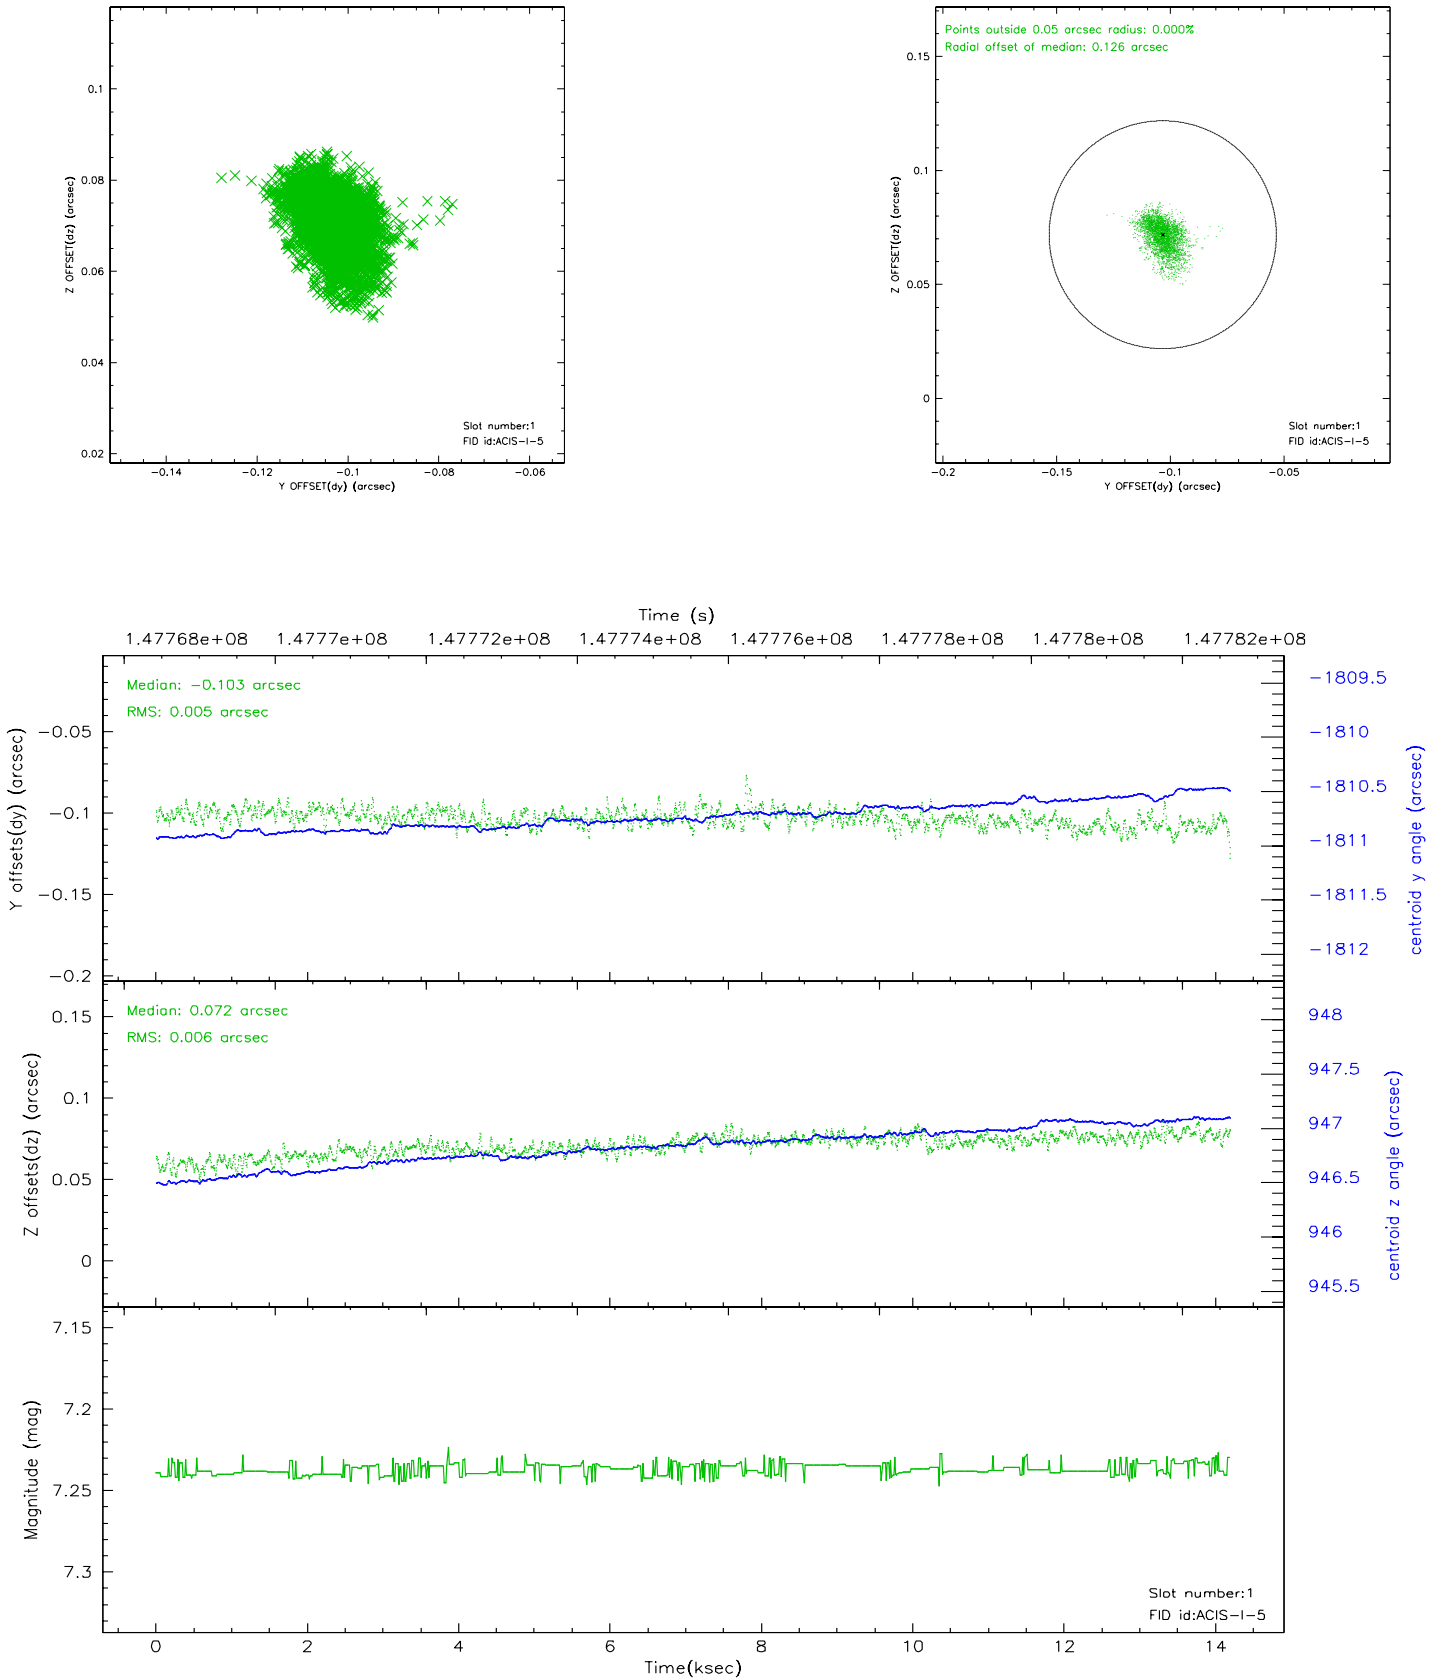 0.1
0.08
0.06
0.04
0.02
Z OFFSET(dz) (arcsec)
Slot number:1
FID id:ACIS-I-5
-0.14 -0.12 -0.1 -0.08 -0.06
Y OFFSET(dy) (arcsec)
Points outside 0.05 arcsec radius: 0.000%
Radial offset of median: 0.126 arcsec
0.15
0.1
0.05
0
Z OFFSET(dz) (arcsec)
Slot number:1
FID id:ACIS-I-5
-0.2 -0.15 -0.1 -0.05
Y OFFSET(dy) (arcsec)
Time (s)
1.47768e+08 1.4777e+08 1.47772e+08 1.47774e+08 1.47776e+08 1.47778e+08 1.4778e+08 1.47782e+08
Median: -0.103 arcsec
RMS: 0.005 arcsec
-0.05
-0.1
-0.15
-0.2
Y offsets(dy) (arcsec)
-1809.5
-1810
-1810.5
-1811
-1811.5
-1812
centroid y angle (arcsec)
Median: 0.072 arcsec
RMS: 0.006 arcsec
0.15
0.1
0.05
0
Z offsets(dz) (arcsec)
948
947.5
947
946.5
946
945.5
centroid z angle (arcsec)
7.15
7.2
7.25
7.3
Magnitude (mag)
Slot number:1
FID id:ACIS-I-5
0 2 4 6 8 10 12 14
Time(ksec)